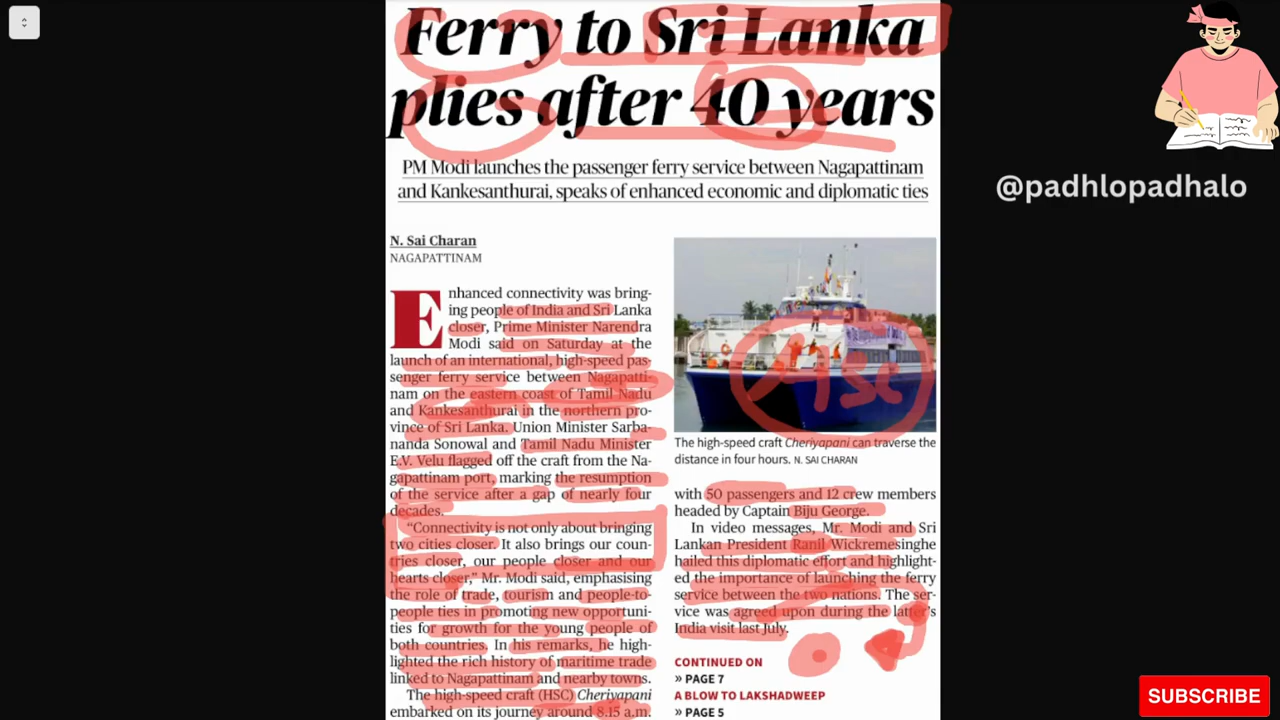 Ferry to Sri Lanka
plies after 40 years
PM Modi launches the passenger ferry service between Nagapattinam
and Kankesanthurai, speaks of enhanced economic and diplomatic ties
@padhlopadhalo
N. Sai Charan
NAGAPATTINAM
Enhanced connectivity was bring-
ing people of India and Sri Lanka
closer, Prime Minister Narendra
Modi said on Saturday at the
launch of an international, high-speed pas-
senger ferry service between Nagapatti-
nam on the eastern coast of Tamil Nadu
and Kankesanthurai in the northern pro-
vince of Sri Lanka. Union Minister Sarba-
nanda Sonowal and Tamil Nadu Minister
E.V. Velu flagged off the craft from the Na-
gapattinam port, marking the resumption
of the service after a gap of nearly four
decades.
“Connectivity is not only about bringing
two cities closer. It also brings our coun-
tries closer, our people closer and our
hearts closer,” Mr. Modi said, emphasising
the role of trade, tourism and people-to-
people ties in promoting new opportuni-
ties for growth for the young people of
both countries. In his remarks, he high-
lighted the rich history of maritime trade
linked to Nagapattinam and nearby towns.
The high-speed craft (HSC) Cheriyapani
embarked on its journey around 8.15 a.m.
HSC
The high-speed craft Cheriyapani can traverse the
distance in four hours. N. SAI CHARAN
with 50 passengers and 12 crew members
headed by Captain Biju George.
In video messages, Mr. Modi and Sri
Lankan President Ranil Wickremesinghe
hailed this diplomatic effort and highlight-
ed the importance of launching the ferry
service between the two nations. The ser-
vice was agreed upon during the latter’s
India visit last July.
CONTINUED ON
» PAGE 7
A BLOW TO LAKSHADWEEP
» PAGE 5
SUBSCRIBE